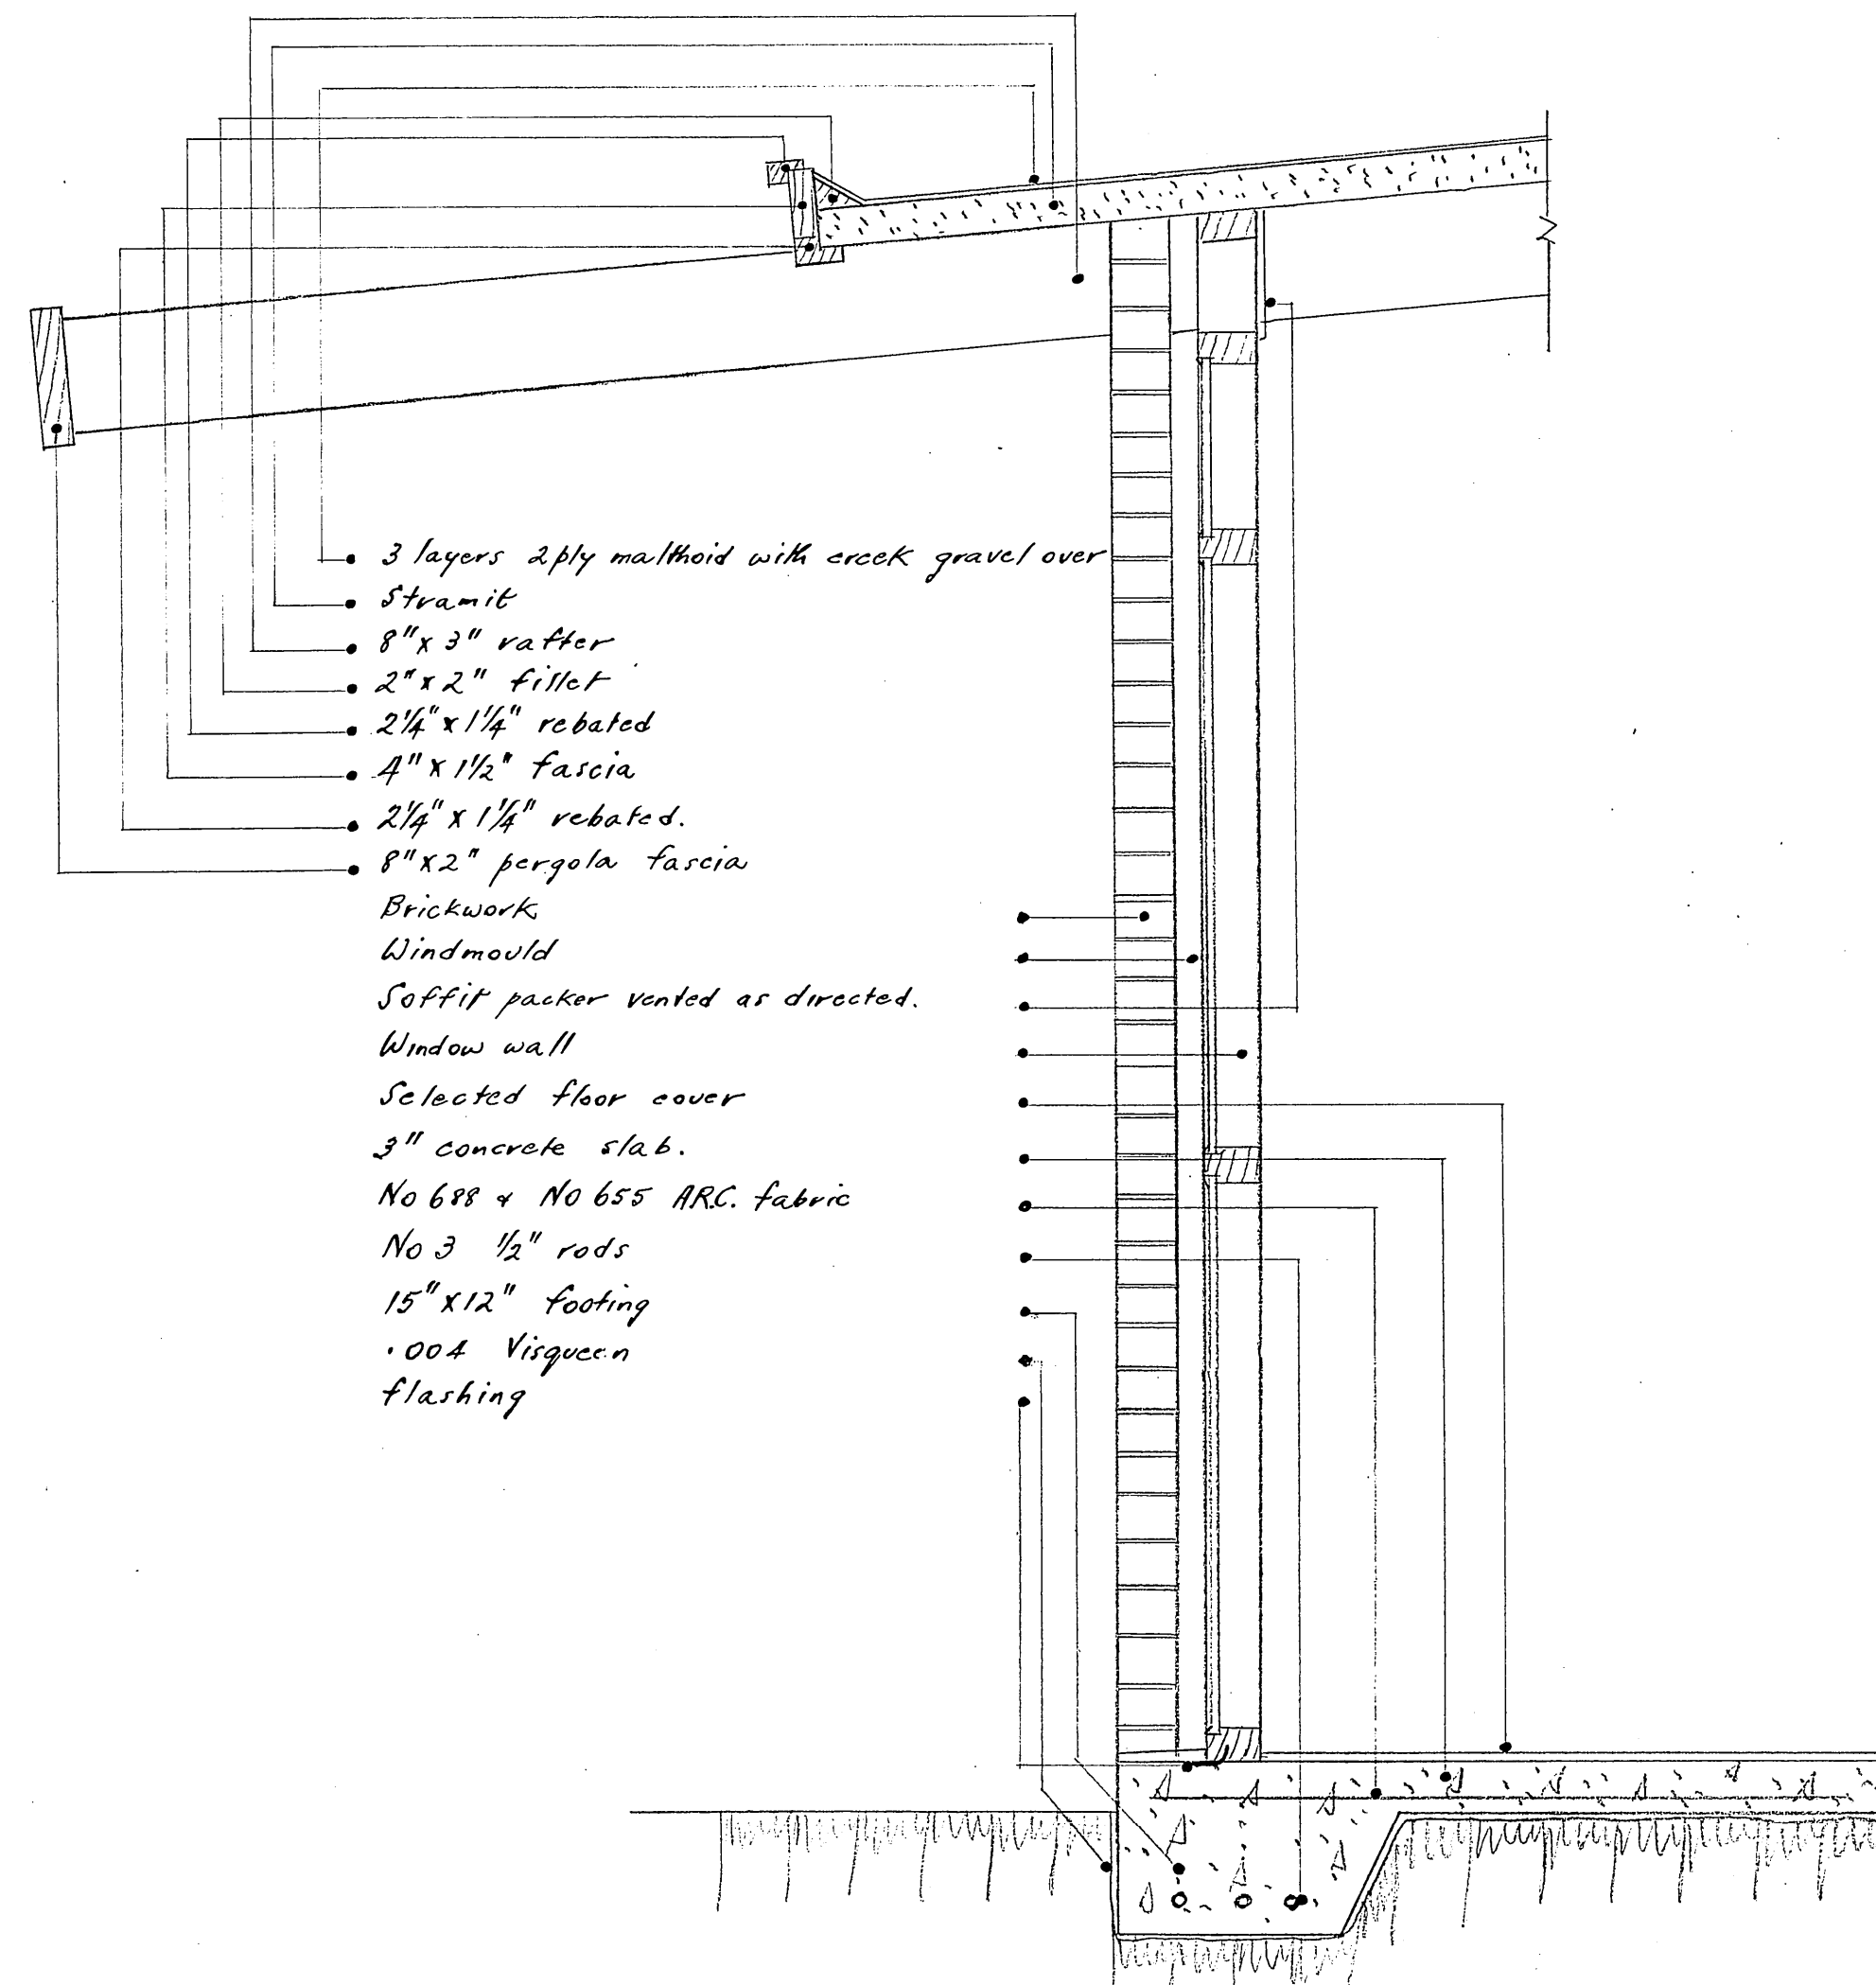 3 layers 2ply malthoid with creek gravel over
Stramit
8" x 3" rafter
2" x 2" fillet
2¼" x 1¼" rebated
4" x 1½" fascia
2¼" x 1¼" rebated.
8" x 2" pergola fascia
Brickwork
Windmould
Soffit packer vented as directed.
Window wall
Selected floor cover
3" concrete slab.
No 688 & No 655 A.R.C. fabric
No 3 ½" rods
15" x 12" footing
.004 Visqueen
flashing